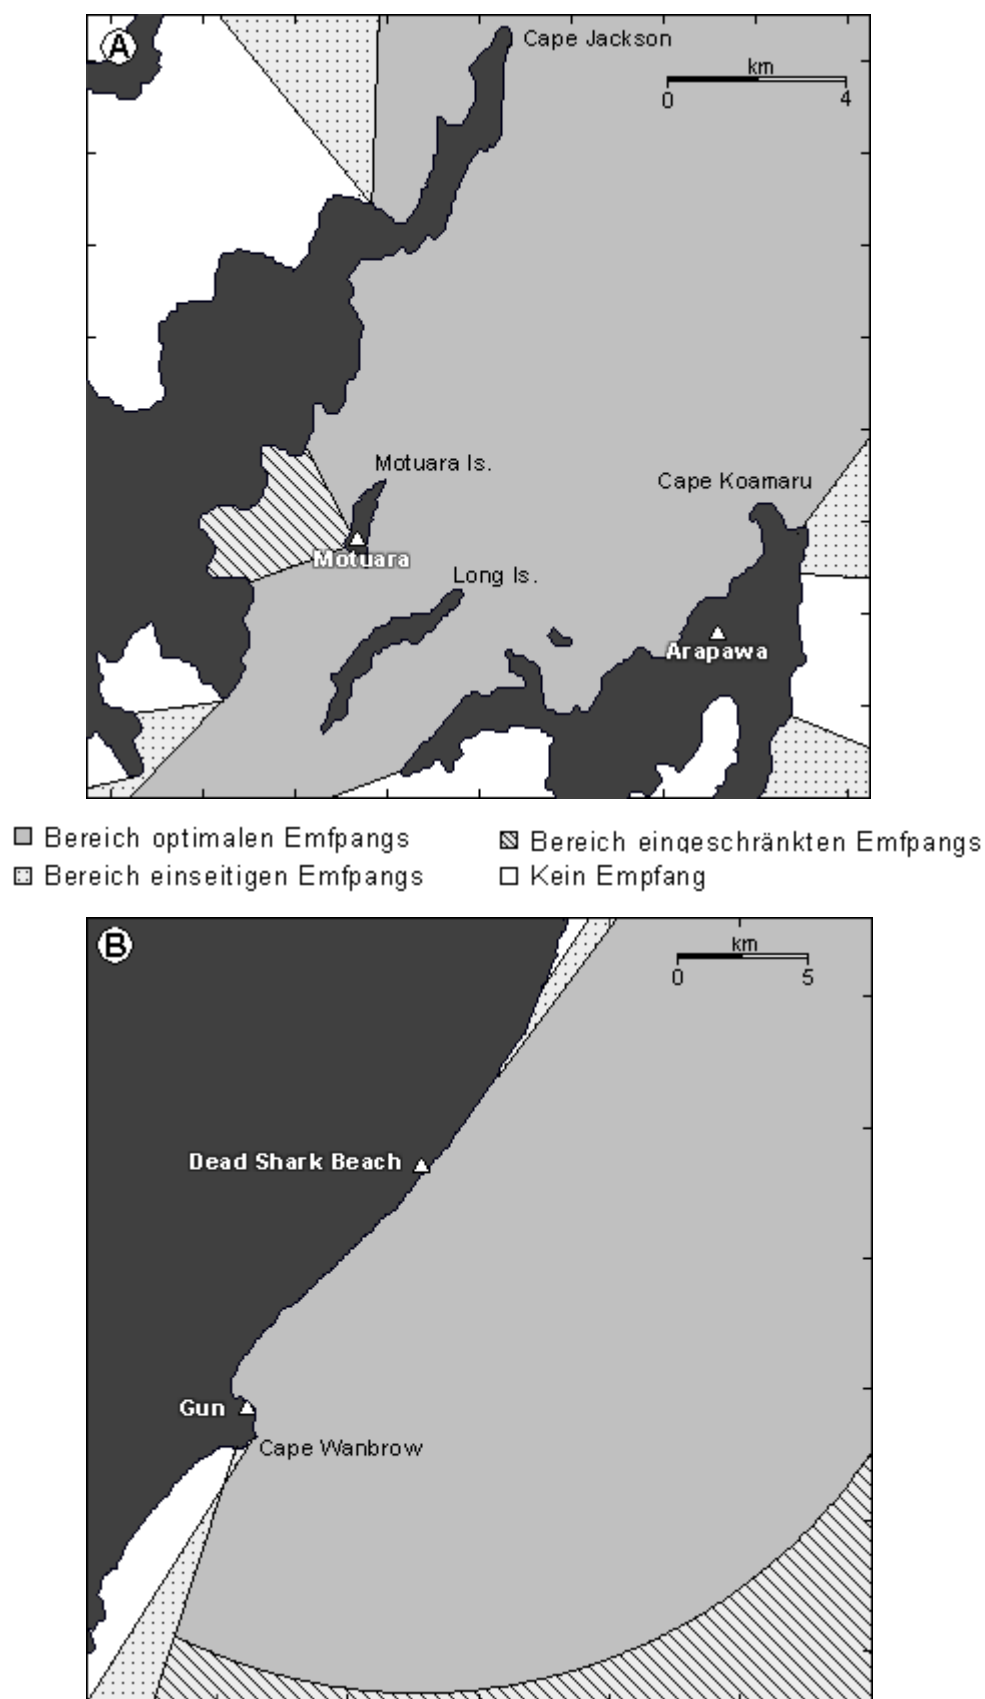 A
Cape Jackson
km
0 4
Motuara Is.
Cape Koamaru
Motuara
Long Is.
Arapawa
Bereich optimalen Emfpangs
Bereich eingeschränkten Emfpangs
Bereich einseitigen Emfpangs
Kein Empfang
B
km
0 5
Dead Shark Beach
Gun
Cape Wanbrow